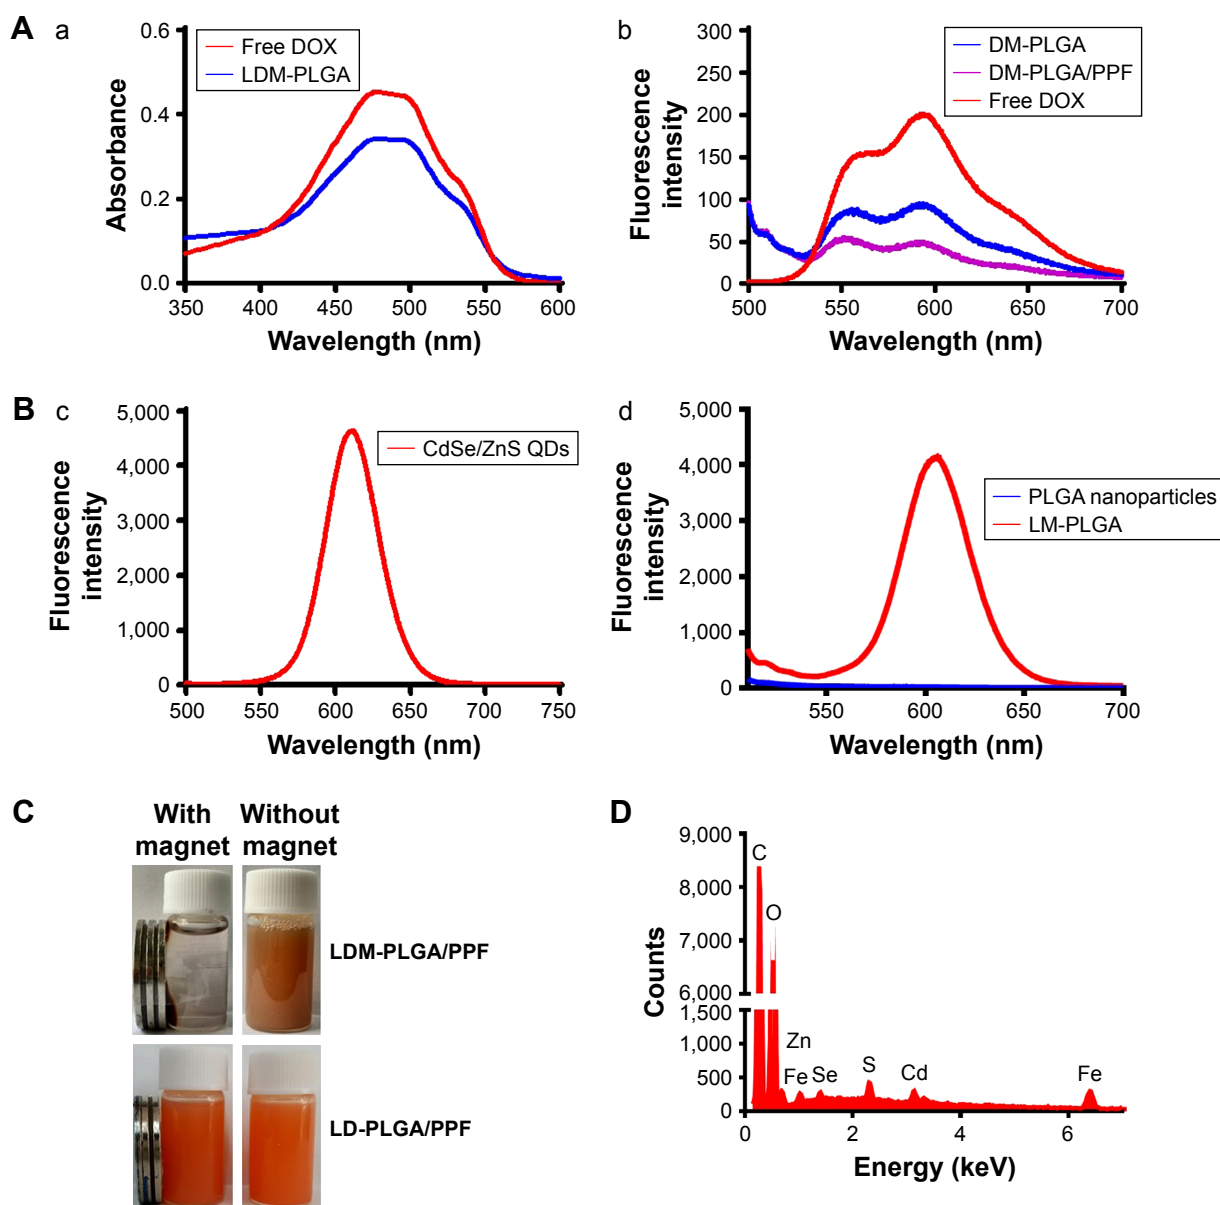 A
a
0.6
0.4
0.2
0.0
Absorbance
Free DOX
LDM-PLGA
350
400
450
500
550
600
Wavelength (nm)
b
300
250
200
150
100
50
0
Fluorescence
intensity
DM-PLGA
DM-PLGA/PPF
Free DOX
500
550
600
650
700
Wavelength (nm)
B
c
5,000
4,000
3,000
2,000
1,000
0
Fluorescence
intensity
CdSe/ZnS QDs
500
550
600
650
700
750
Wavelength (nm)
d
5,000
4,000
3,000
2,000
1,000
0
Fluorescence
intensity
PLGA nanoparticles
LM-PLGA
550
600
650
700
Wavelength (nm)
C
With
magnet
Without
magnet
LDM-PLGA/PPF
LD-PLGA/PPF
D
9,000
8,000
7,000
6,000
1,500
1,000
500
0
Counts
C
O
Zn
Fe
Se
S
Cd
Fe
0
2
4
6
Energy (keV)